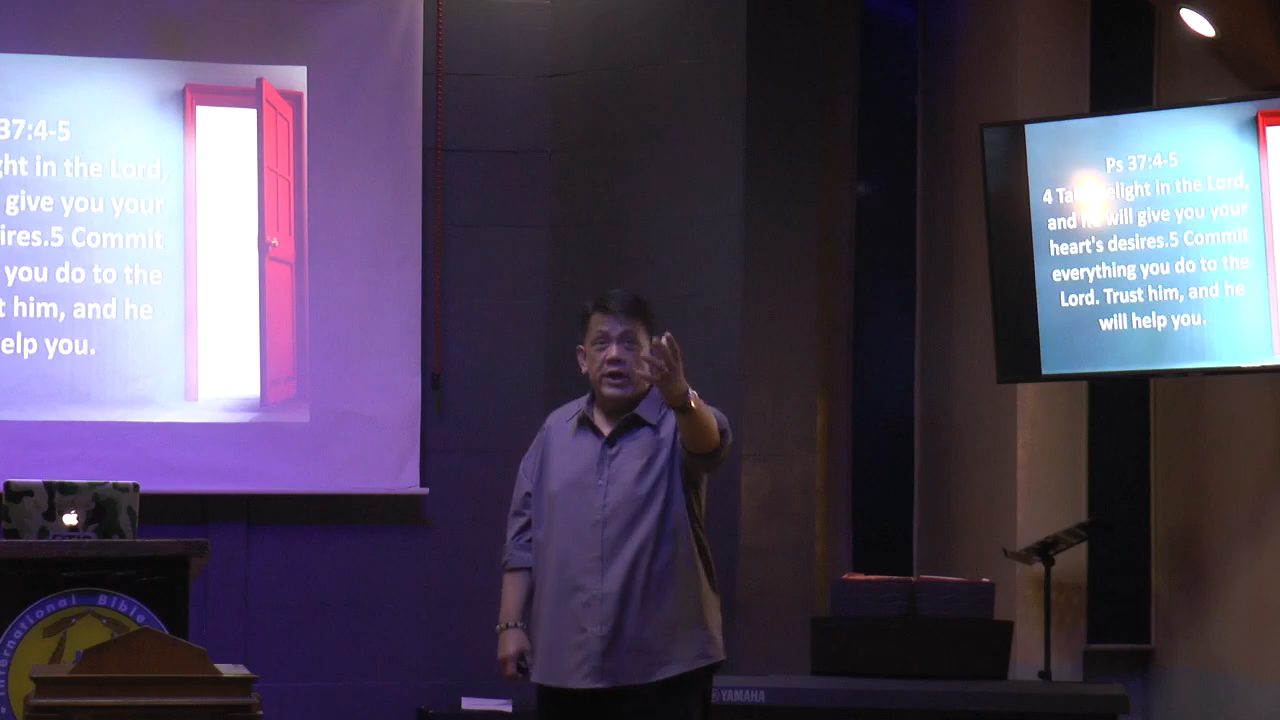 37:4-5
ght in the Lord,
give you your
ires.5 Commit
you do to the
t him, and he
elp you.
Ps 37:4-5
4 Ta elight in the Lord,
and he will give you your
heart's desires.5 Commit
everything you do to the
Lord. Trust him, and he
will help you.
International Bible
YAMAHA